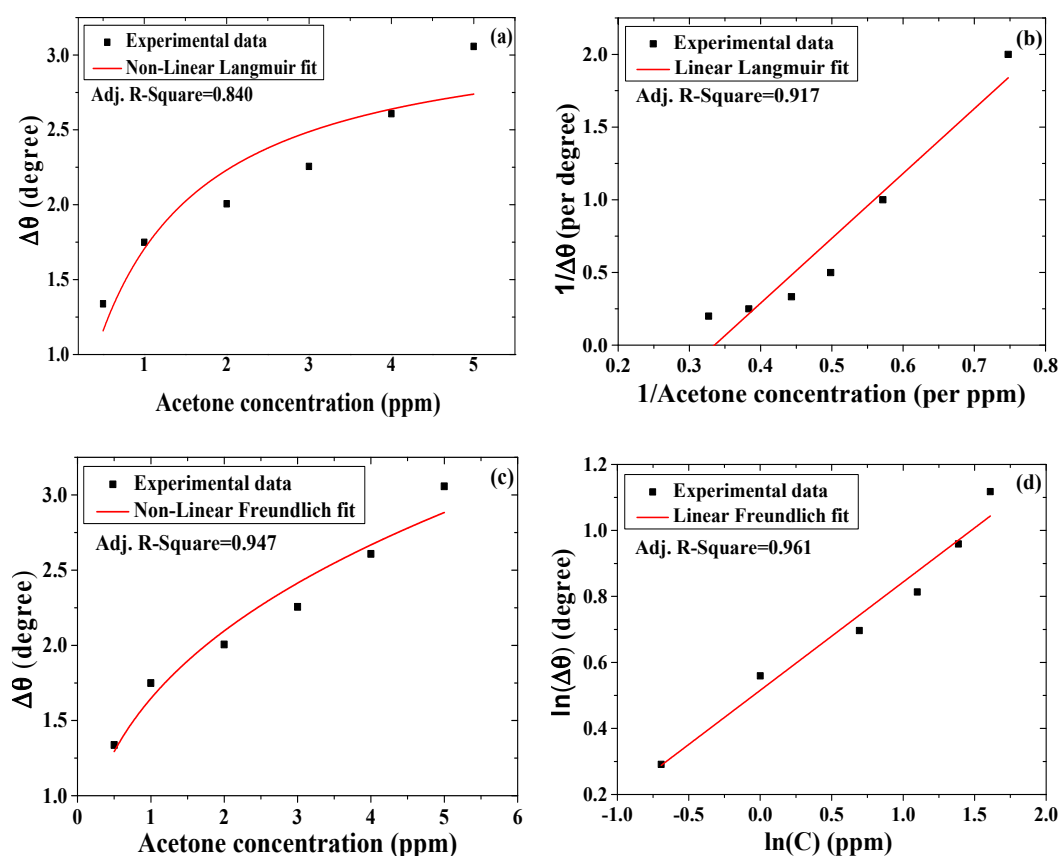 (a)
Experimental data
Non-Linear Langmuir fit
Adj. R-Square=0.840
Δθ (degree)
3.0
2.5
2.0
1.5
1.0
1 2 3 4 5
Acetone concentration (ppm)
(b)
Experimental data
Linear Langmuir fit
Adj. R-Square=0.917
1/Δθ (per degree)
2.0
1.5
1.0
0.5
0.0
0.2 0.3 0.4 0.5 0.6 0.7 0.8
1/Acetone concentration (per ppm)
(c)
Experimental data
Non-Linear Freundlich fit
Adj. R-Square=0.947
Δθ (degree)
3.0
2.5
2.0
1.5
1.0
0 1 2 3 4 5 6
Acetone concentration (ppm)
(d)
Experimental data
Linear Freundlich fit
Adj. R-Square=0.961
ln(Δθ) (degree)
1.2
1.0
0.8
0.6
0.4
0.2
-1.0 -0.5 0.0 0.5 1.0 1.5 2.0
ln(C) (ppm)